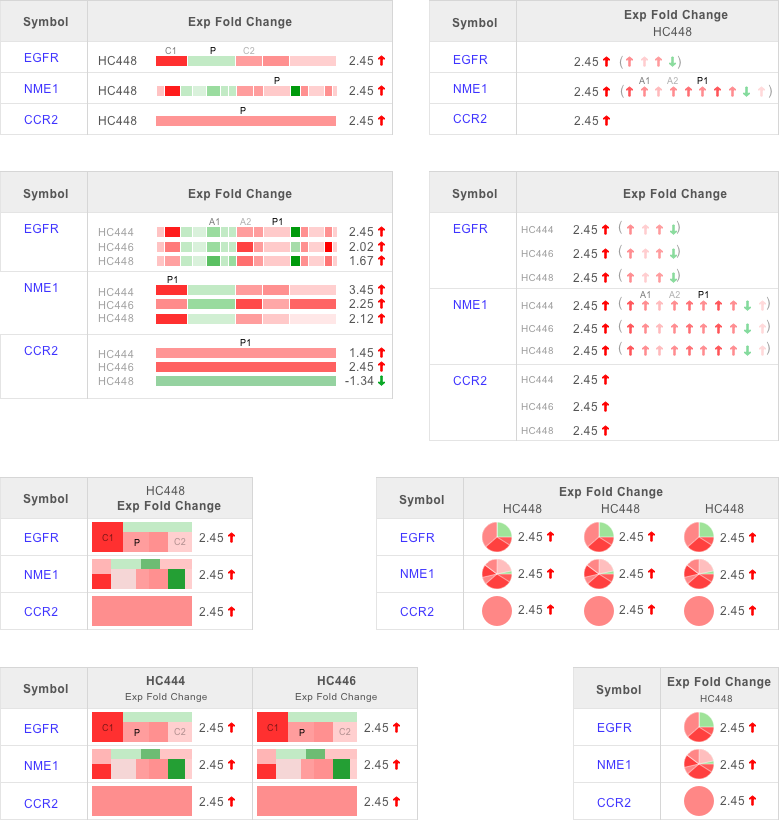 Symbol Exp Fold Change
C1 P C2
EGFR HC448 2.45
P
NME1 HC448 2.45
P
CCR2 HC448 2.45
Symbol Exp Fold Change
HC448
EGFR 2.45 ( )
A1 A2 P1
NME1 2.45 ( )
CCR2 2.45
Symbol Exp Fold Change
A1 A2 P1
EGFR HC444 2.45
HC446 2.02
HC448 1.67
P1
NME1 HC444 3.45
HC446 2.25
HC448 2.12
P1
CCR2 HC444 1.45
HC446 2.45
HC448 -1.34
Symbol Exp Fold Change
EGFR HC444 2.45 ( )
HC446 2.45 ( )
HC448 2.45 ( )
A1 A2 P1
NME1 HC444 2.45 ( )
HC446 2.45 ( )
HC448 2.45 ( )
CCR2 HC444 2.45
HC446 2.45
HC448 2.45
Symbol HC448
Exp Fold Change
EGFR C1 P C2 2.45
NME1 2.45
CCR2 2.45
Symbol Exp Fold Change
HC448 HC448 HC448
EGFR 2.45 2.45 2.45
NME1 2.45 2.45 2.45
CCR2 2.45 2.45 2.45
Symbol HC444 HC446
Exp Fold Change Exp Fold Change
EGFR C1 P C2 2.45 C1 P C2 2.45
NME1 2.45 2.45
CCR2 2.45 2.45
Symbol Exp Fold Change
HC448
EGFR 2.45
NME1 2.45
CCR2 2.45